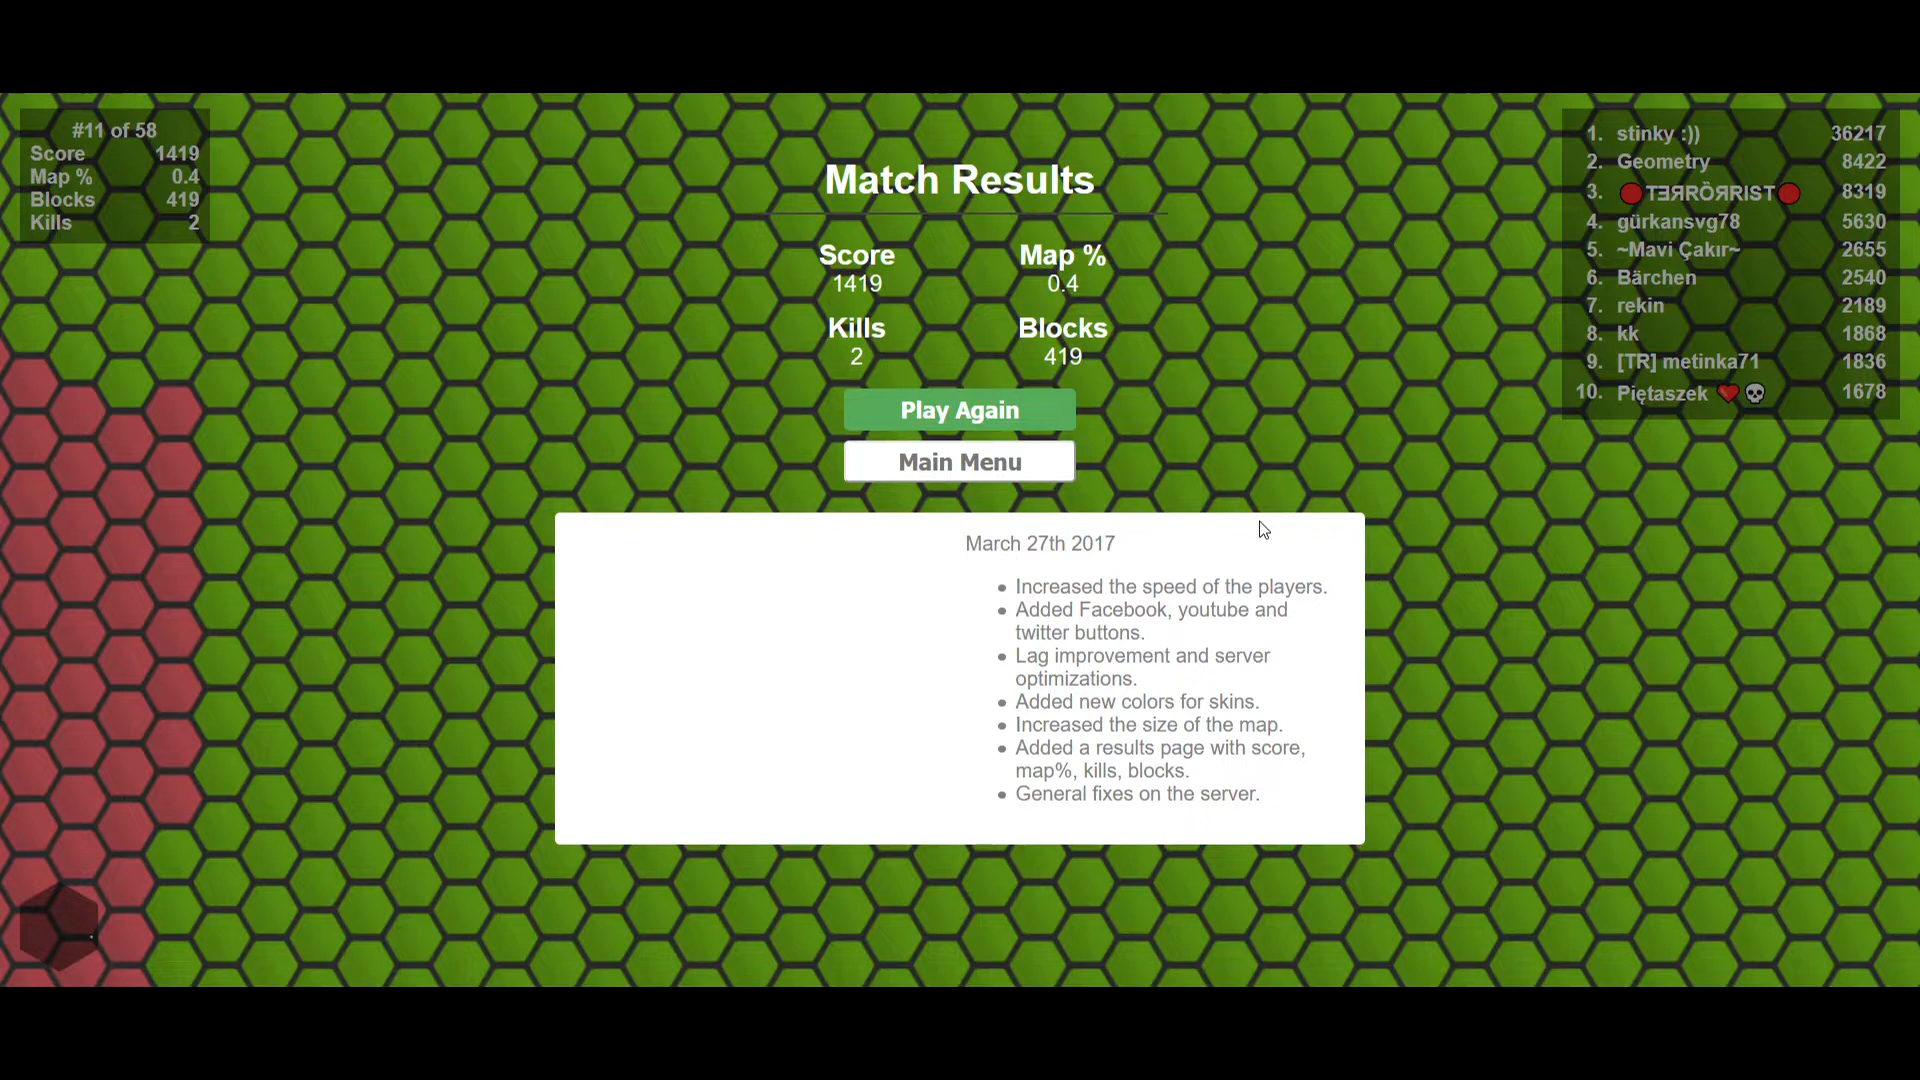 #11 of 58
Score 1419
Map % 0.4
Blocks 419
Kills 2
Match Results
Score Map %
1419 0.4
Kills Blocks
2 419
Play Again
Main Menu
March 27th 2017
Increased the speed of the players.
Added Facebook, youtube and
twitter buttons.
Lag improvement and server
optimizations.
Added new colors for skins.
Increased the size of the map.
Added a results page with score,
map%, kills, blocks.
General fixes on the server.
1. stinky :)) 36217
2. Geometry 8422
3. 🔴TƎЯRÖЯRIST🔴 8319
4. gürkansvg78 5630
5. ~Mavi Çakır~ 2655
6. Bärchen 2540
7. rekin 2189
8. kk 1868
9. [TR] metinka71 1836
10. Piętaszek ❤️💀 1678